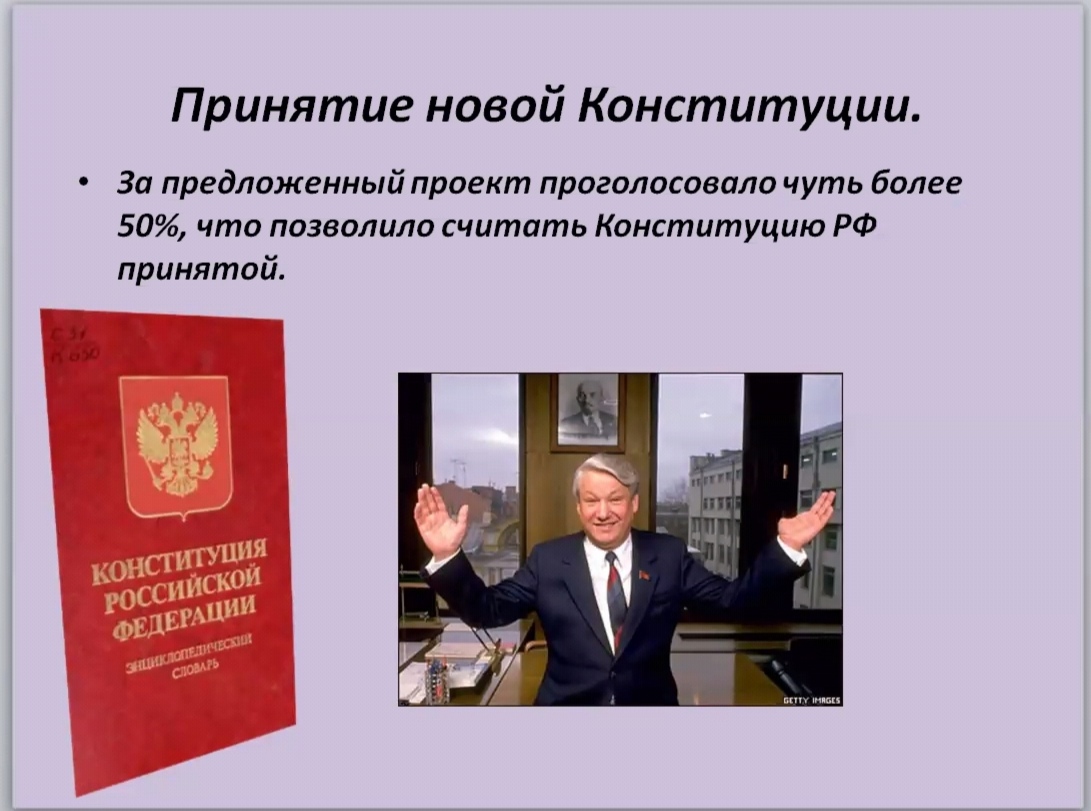 Принятие новой Конституции.
• За предложенный проект проголосовало чуть более
50%, что позволило считать Конституцию РФ
принятой.
КОНСТИТУЦИЯ
РОССИЙСКОЙ
ФЕДЕРАЦИИ
ЭНЦИКЛОПЕДИЧЕСКИЙ
СЛОВАРЬ
GETTY IMAGES